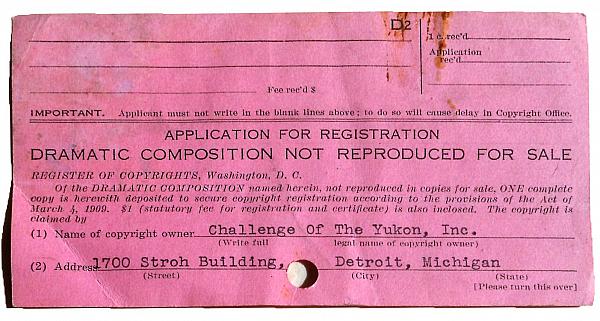 D2
1 c. rec'd
Application
rec'd
Fee rec'd $
IMPORTANT. Applicant must not write in the blank lines above; to do so will cause delay in Copyright Office.
APPLICATION FOR REGISTRATION
DRAMATIC COMPOSITION NOT REPRODUCED FOR SALE
REGISTER OF COPYRIGHTS, Washington, D. C.
Of the DRAMATIC COMPOSITION named herein, not reproduced in copies for sale, ONE complete
copy is herewith deposited to secure copyright registration according to the provisions of the Act of
March 4, 1909. $1 (statutory fee for registration and certificate) is also inclosed. The copyright is
claimed by
(1) Name of copyright owner Challenge Of The Yukon, Inc.
(Write full legal name of copyright owner)
(2) Address 1700 Stroh Building, Detroit, Michigan
(Street) (City) (State)
[Please turn this over]